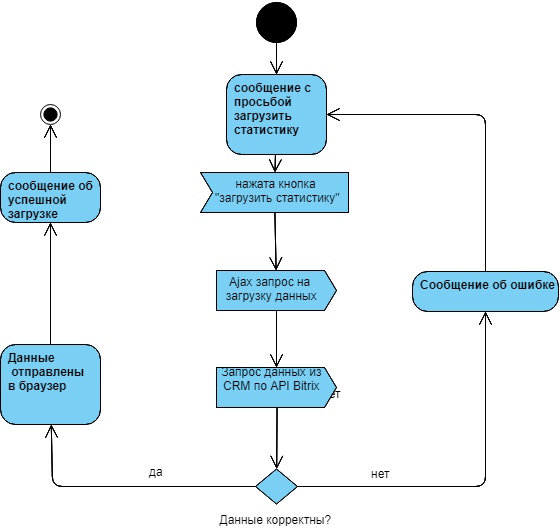 сообщение с
просьбой
загрузить
статистику
сообщение об
успешной
загрузке
нажата кнопка
"загрузить статистику"
Ajax запрос на
загрузку данных
Сообщение об ошибке
Данные
отправлены
в браузер
Запрос данных из
CRM по API Bitrix
да
нет
Данные корректны?